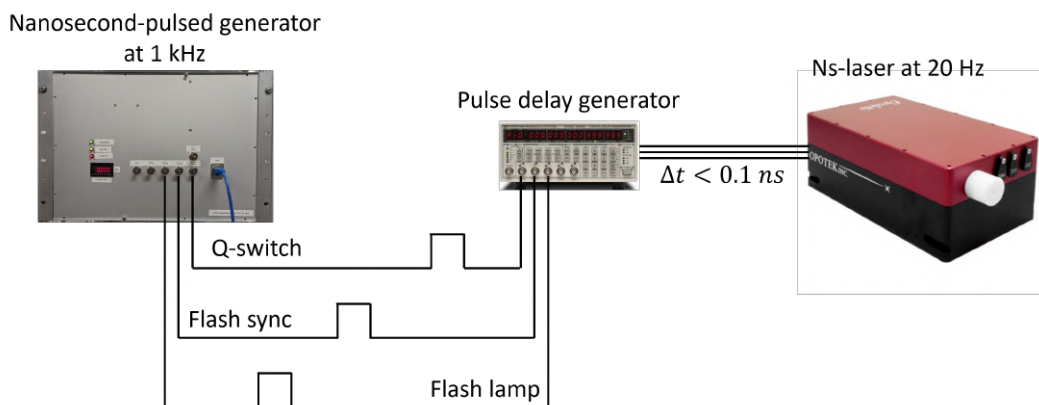 Nanosecond-pulsed generator
at 1 kHz
Ns-laser at 20 Hz
Pulse delay generator
Opolette
OPOTEK INC.
Δt < 0.1 ns
Q-switch
Flash sync
Flash lamp